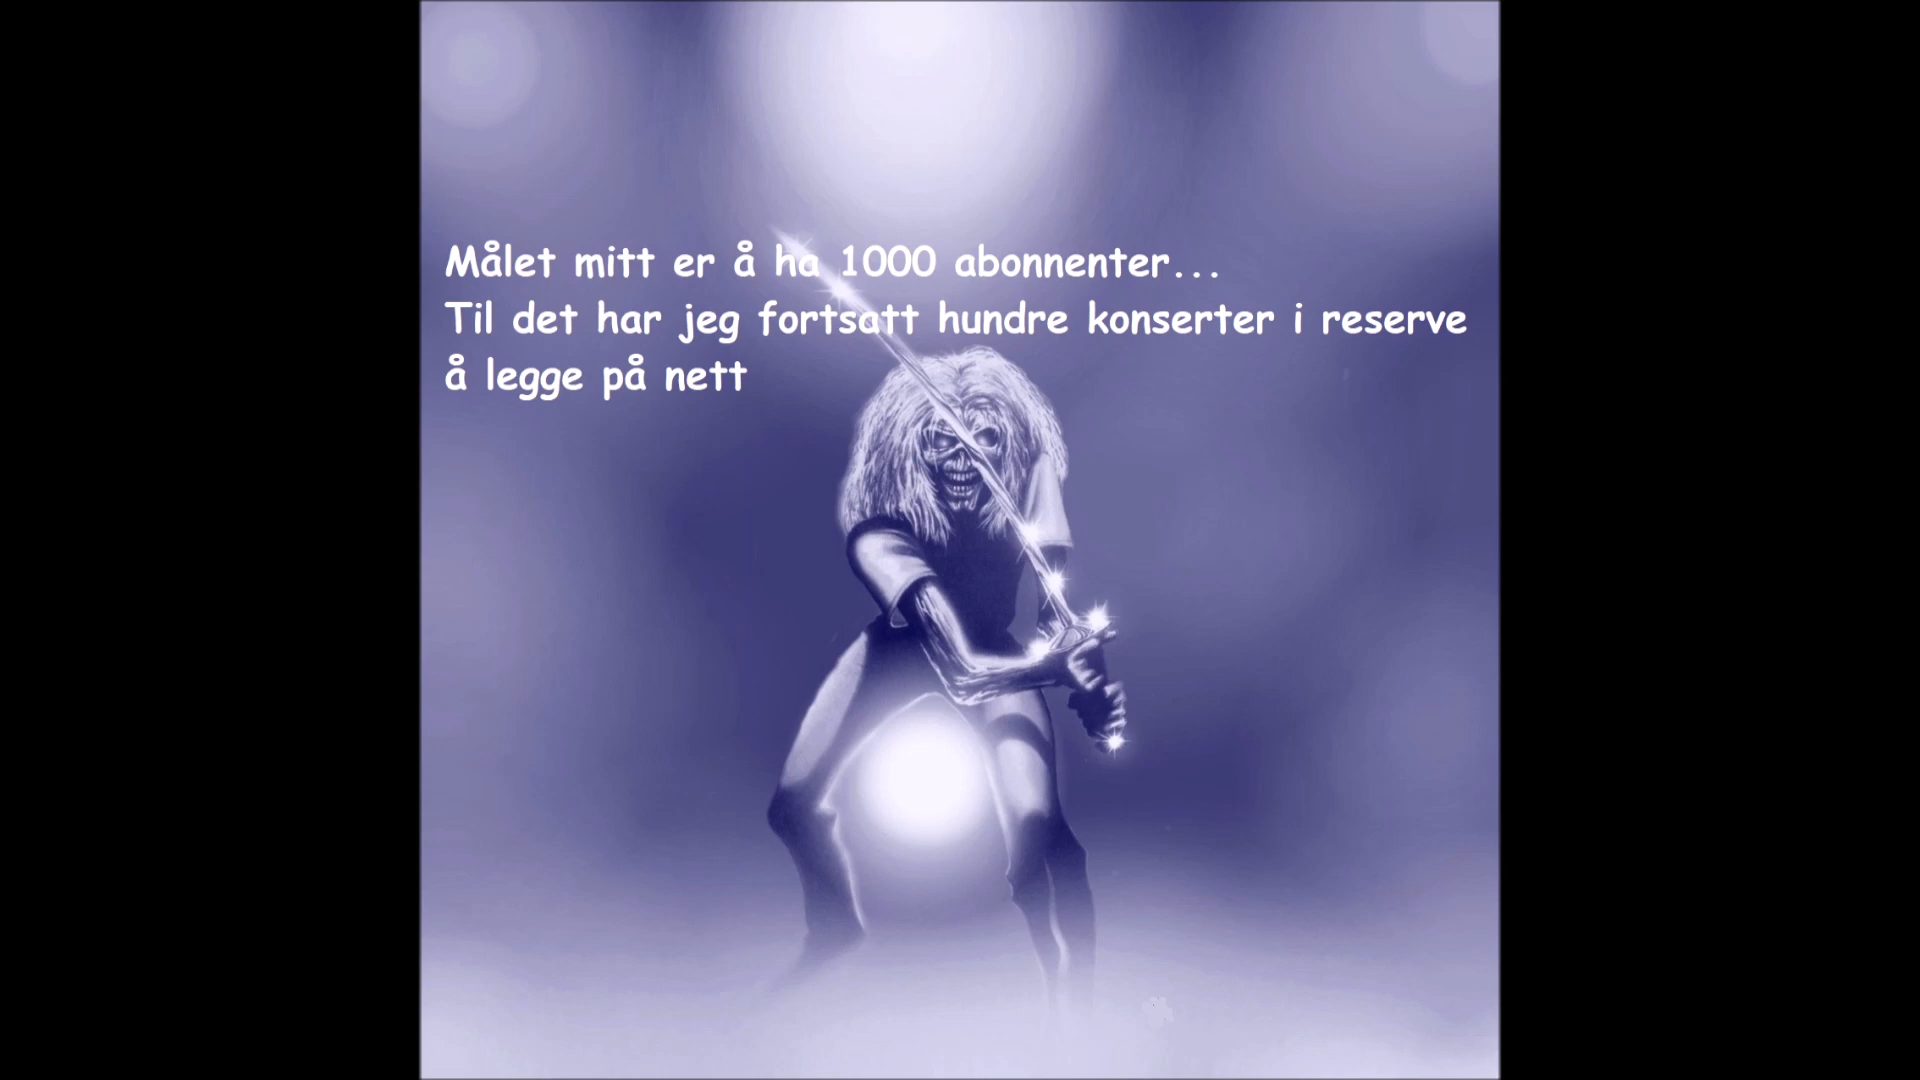 Målet mitt er å ha 1000 abonnenter...
Til det har jeg fortsatt hundre konserter i reserve
å legge på nett